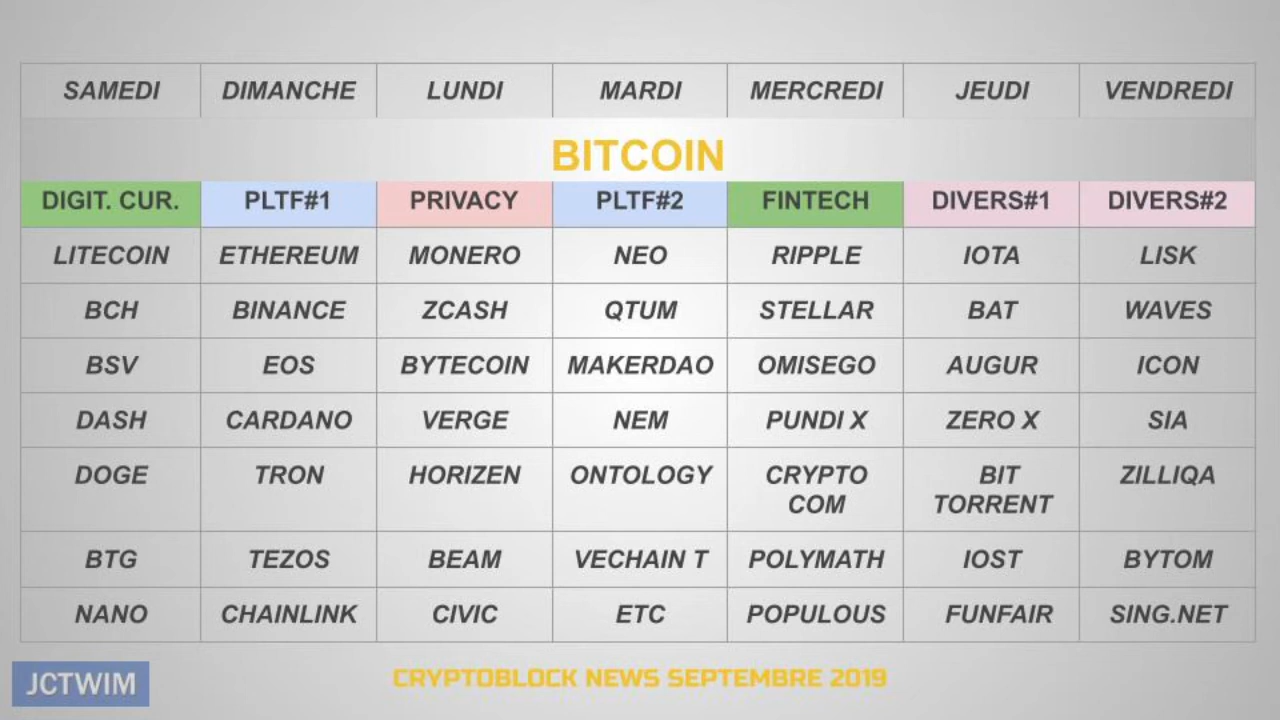 SAMEDI DIMANCHE LUNDI MARDI MERCREDI JEUDI VENDREDI
BITCOIN
DIGIT. CUR. PLTF#1 PRIVACY PLTF#2 FINTECH DIVERS#1 DIVERS#2
LITECOIN ETHEREUM MONERO NEO RIPPLE IOTA LISK
BCH BINANCE ZCASH QTUM STELLAR BAT WAVES
BSV EOS BYTECOIN MAKERDAO OMISEGO AUGUR ICON
DASH CARDANO VERGE NEM PUNDI X ZERO X SIA
DOGE TRON HORIZEN ONTOLOGY CRYPTO BIT ZILLIQA
COM TORRENT
BTG TEZOS BEAM VECHAIN T POLYMATH IOST BYTOM
NANO CHAINLINK CIVIC ETC POPULOUS FUNFAIR SING.NET
JCTWIM CRYPTOBLOCK NEWS SEPTEMBRE 2019